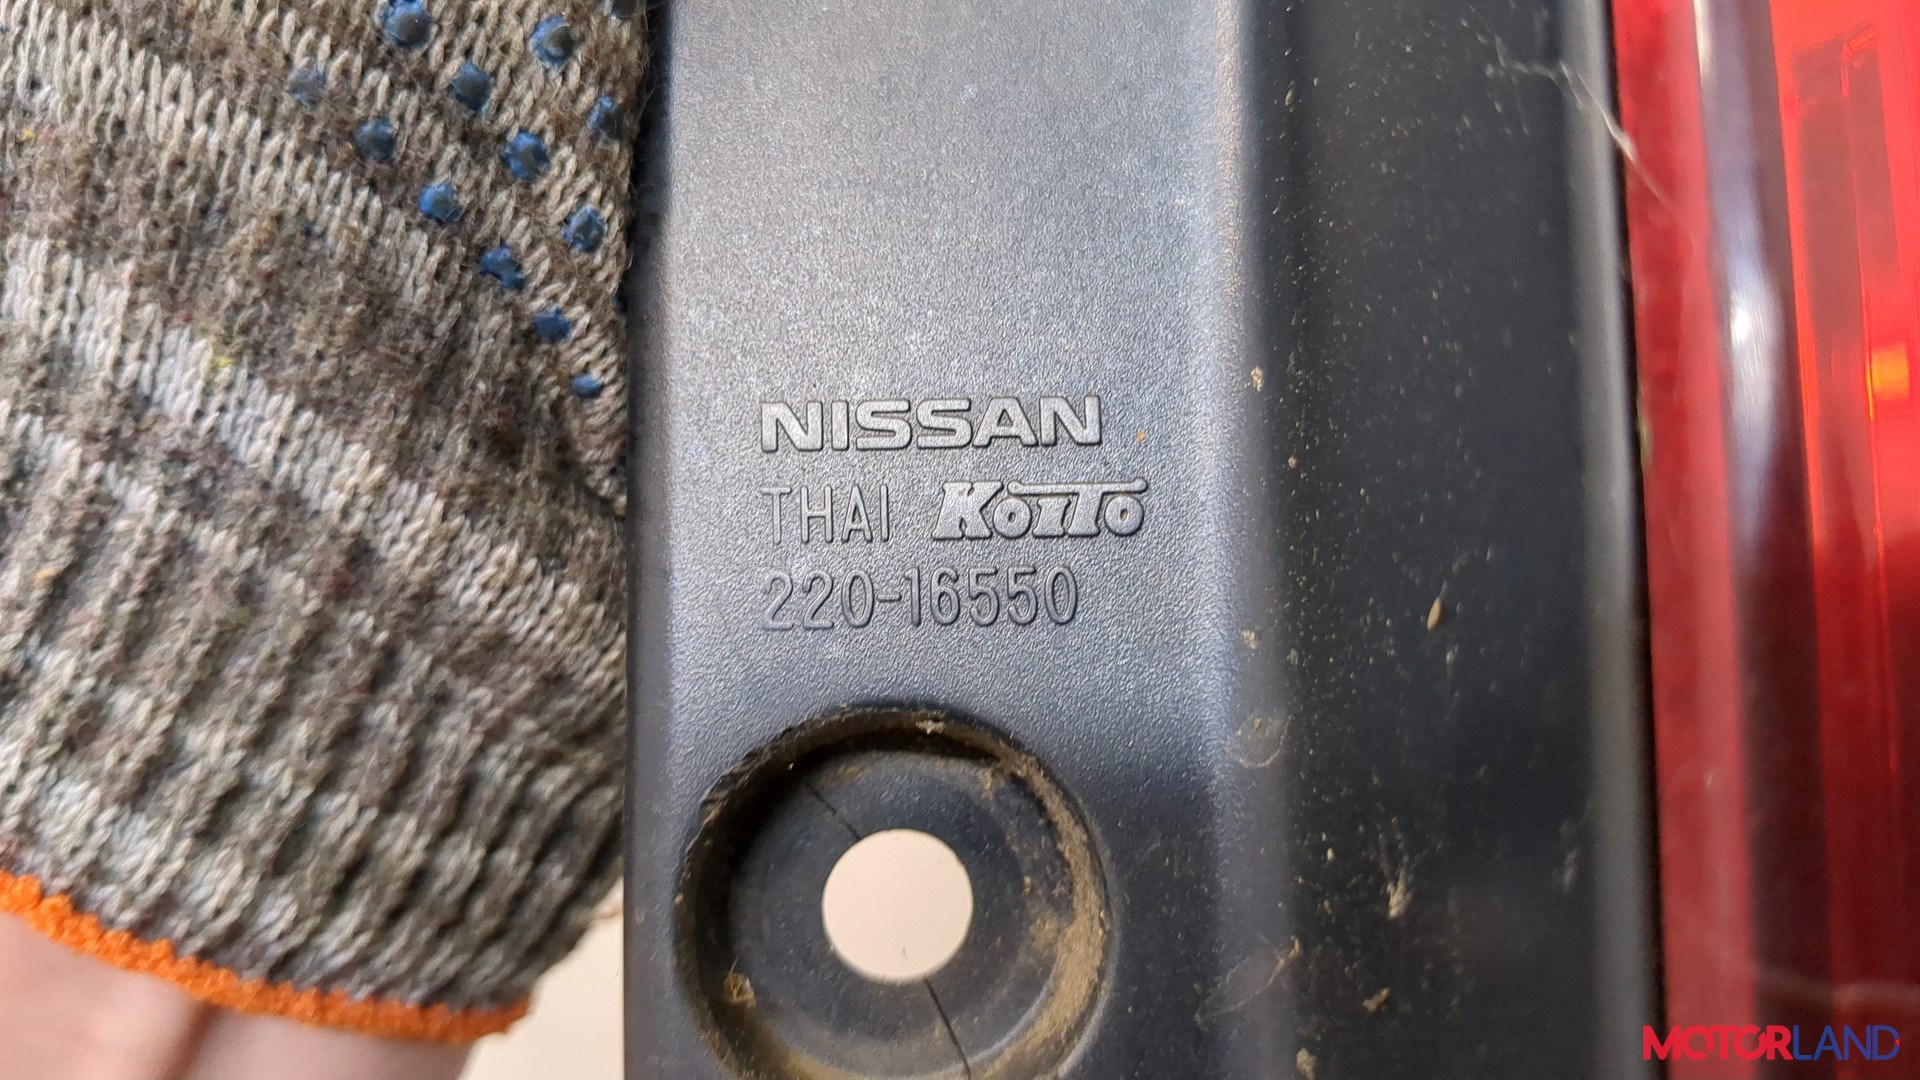 NISSAN
THAI KOITO
220-16550
MOTORLAND